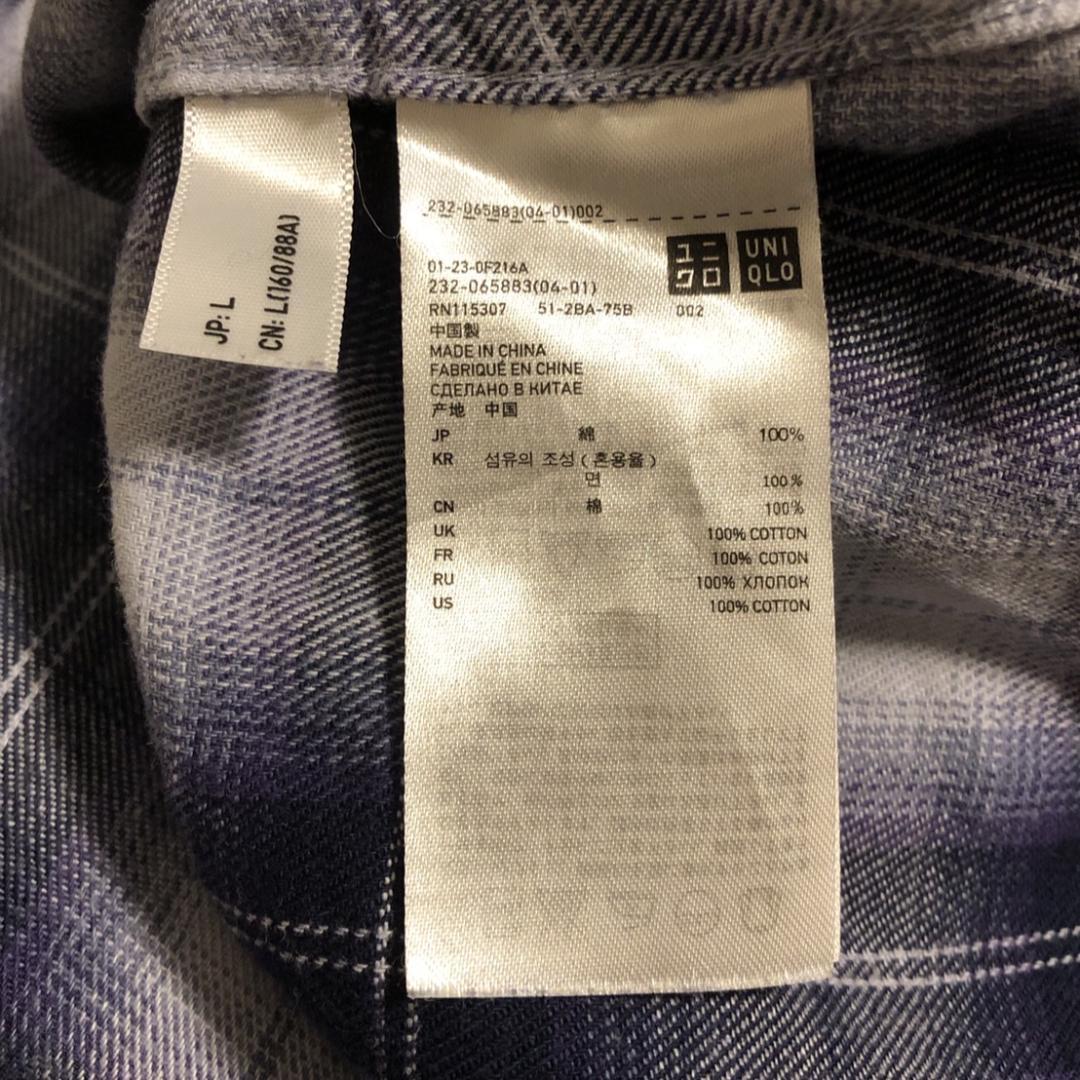 JP: L
CN: L(160/88A)
232-065883(04-01)002
ユニ
クロ
UNI
QLO
01-23-0F216A
232-065883(04-01)
RN115307 51-2BA-75B 002
中国製
MADE IN CHINA
FABRIQUÉ EN CHINE
СДЕЛАНО В КИТАЕ
产地 中国
JP 綿 100%
KR 섬유의 조성 ( 혼용율 )
면 100%
CN 棉 100%
UK 100% COTTON
FR 100% COTON
RU 100% ХЛОПОК
US 100% COTTON